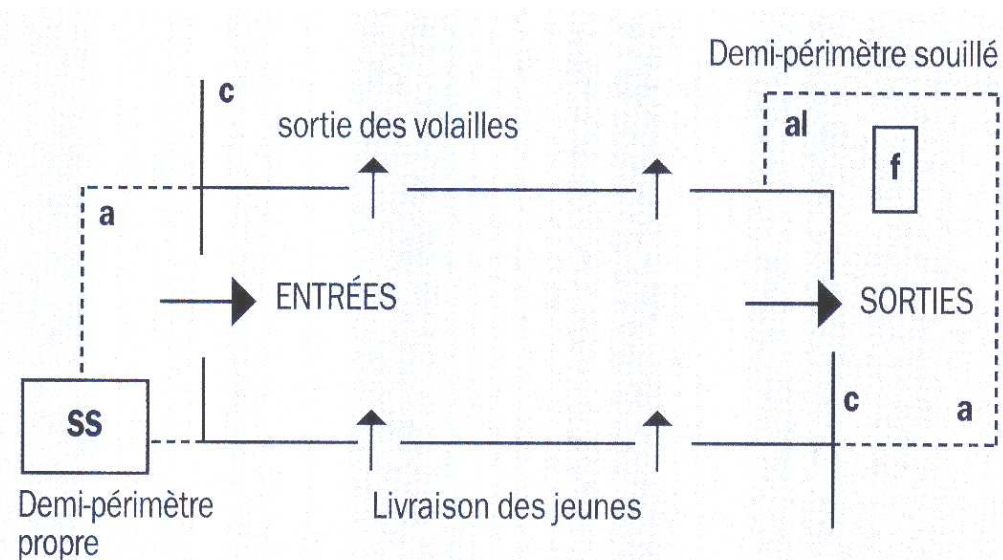 Demi-périmètre souillé
c
sortie des volailles
al
f
a
ENTRÉES
SORTIES
SS
c
a
Demi-périmètre
propre
Livraison des jeunes